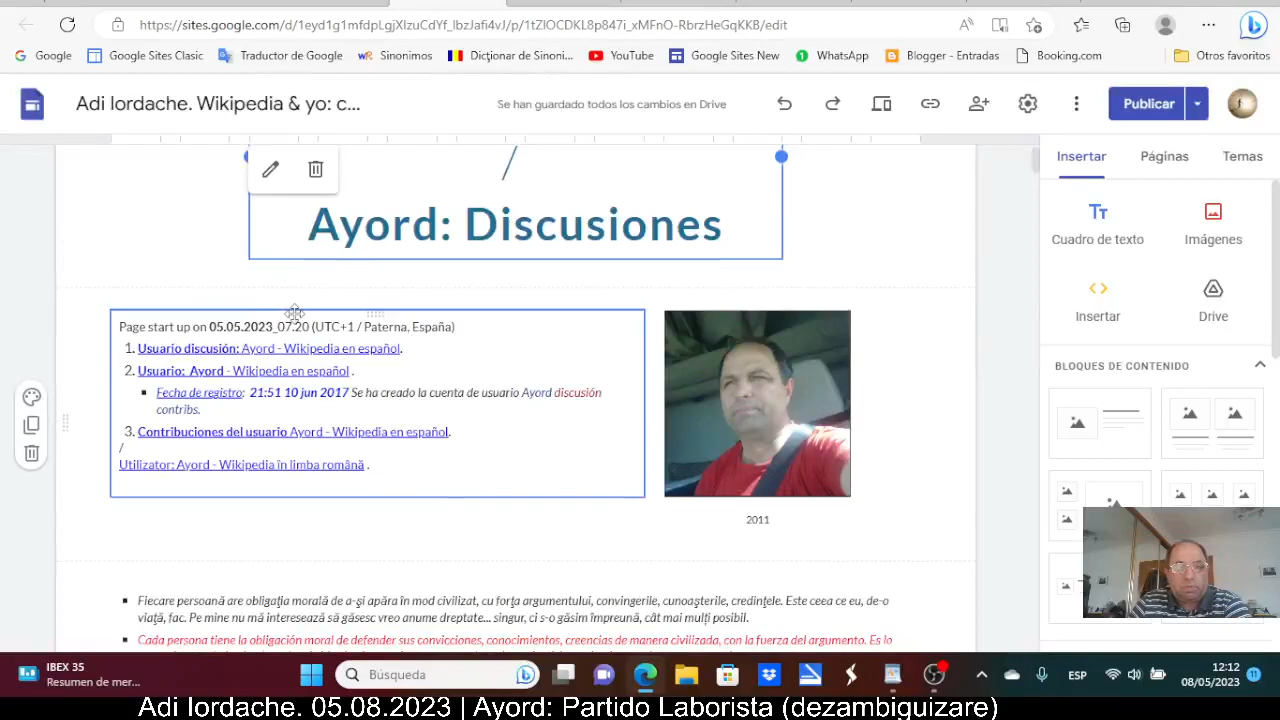 https://sites.google.com/d/1eyd1g1mfdpLgjXlzuCdYf_lbzJafi4vJ/p/1tZlOCDKL8p847i_xMFnO-RbrzHeGqKKB/edit
Google
Google Sites Clasic
Traductor de Google
wR Sinonimos
Dicționar de Sinoni...
YouTube
Google Sites New
WhatsApp
Blogger - Entradas
Booking.com
Otros favoritos
Adi Iordache. Wikipedia & yo: c...
Se han guardado todos los cambios en Drive
Publicar
Insertar
Páginas
Temas
/
Ayord: Discusiones
Cuadro de texto
Imágenes
Insertar
Drive
BLOQUES DE CONTENIDO
Page start up on 05.05.2023_07:20 (UTC+1 / Paterna, España)
1. Usuario discusión: Ayord - Wikipedia en español.
2. Usuario: Ayord - Wikipedia en español .
Fecha de registro: 21:51 10 jun 2017 Se ha creado la cuenta de usuario Ayord discusión
contribs.
3. Contribuciones del usuario Ayord - Wikipedia en español.
/
Utilizator: Ayord - Wikipedia în limba română .
2011
Fiecare persoană are obligația morală de a-și apăra în mod civilizat, cu forța argumentului, convingerile, cunoașterile, credințele. Este ceea ce eu, de-o
viață, fac. Pe mine nu mă interesează să găsesc vreo anume dreptate... singur, ci s-o găsim împreună, cât mai mulți posibil.
Cada persona tiene la obligación moral de defender sus convicciones, conocimientos, creencias de manera civilizada, con la fuerza del argumento. Es lo
IBEX 35
Resumen de mer...
Búsqueda
ESP
12:12
08/05/2023
11
Adi Iordache. 05.08.2023 | Ayord: Partido Laborista (dezambiguizare)